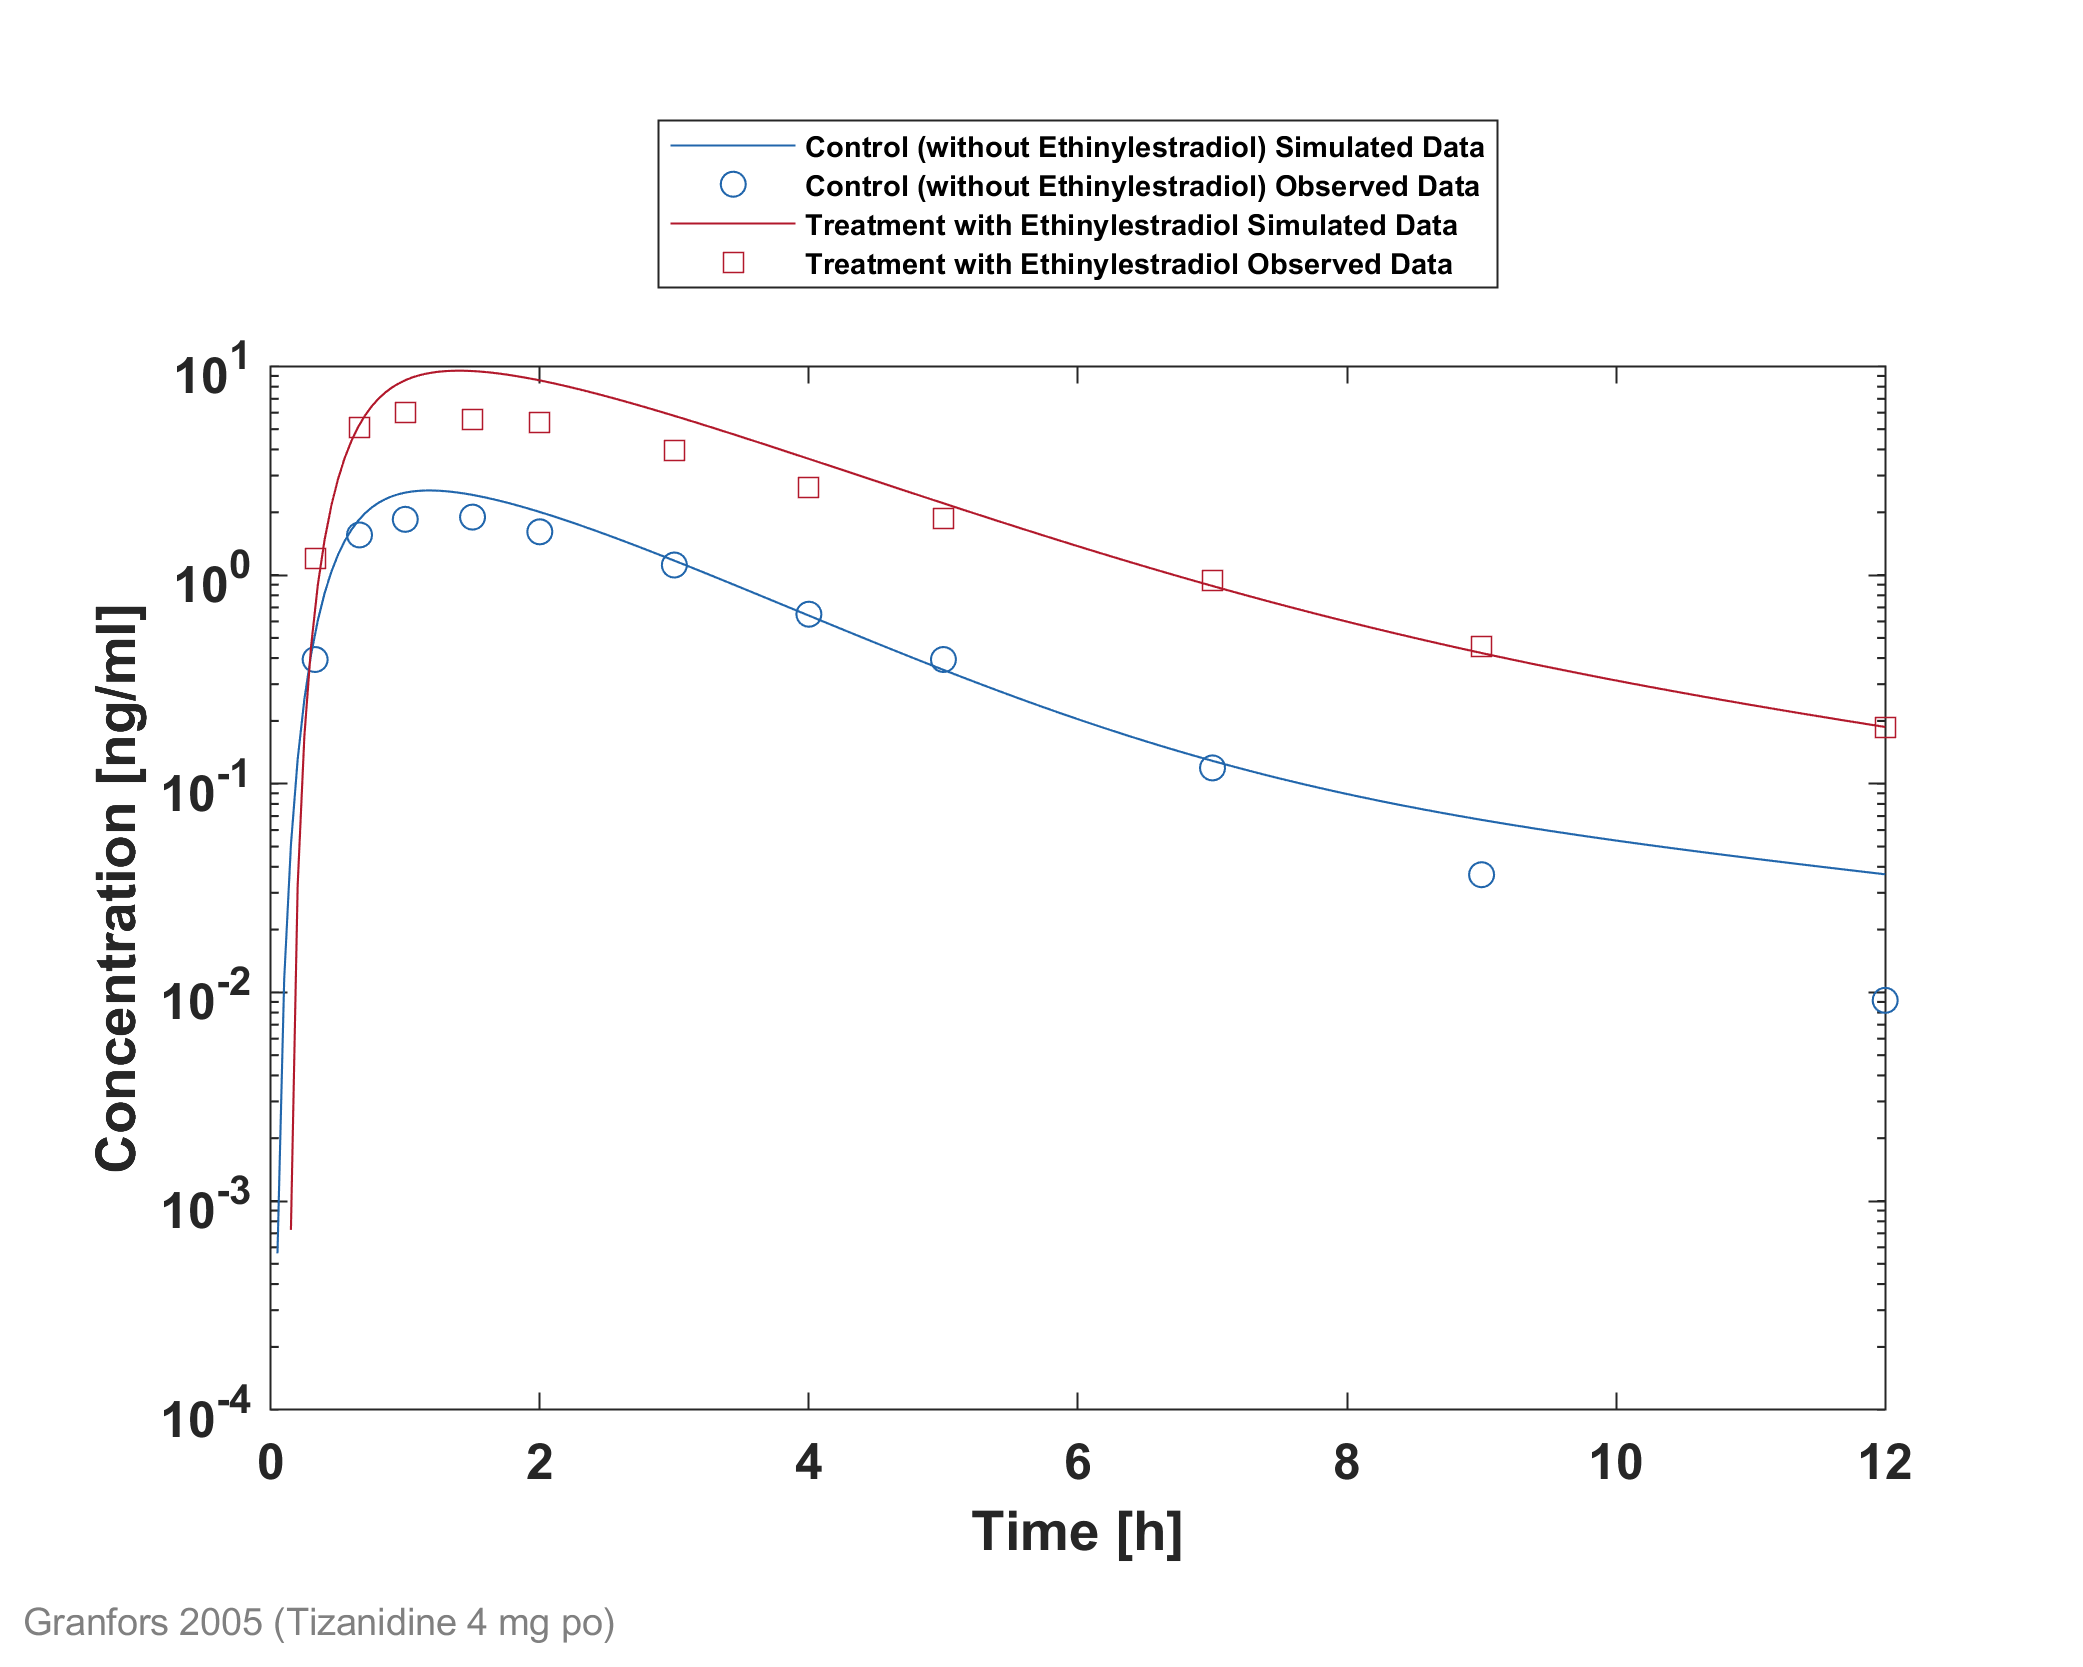 Control (without Ethinylestradiol) Simulated Data
Control (without Ethinylestradiol) Observed Data
Treatment with Ethinylestradiol Simulated Data
Treatment with Ethinylestradiol Observed Data
10^1
10^0
10^-1
10^-2
10^-3
10^-4
Concentration [ng/ml]
0 2 4 6 8 10 12
Time [h]
Granfors 2005 (Tizanidine 4 mg po)